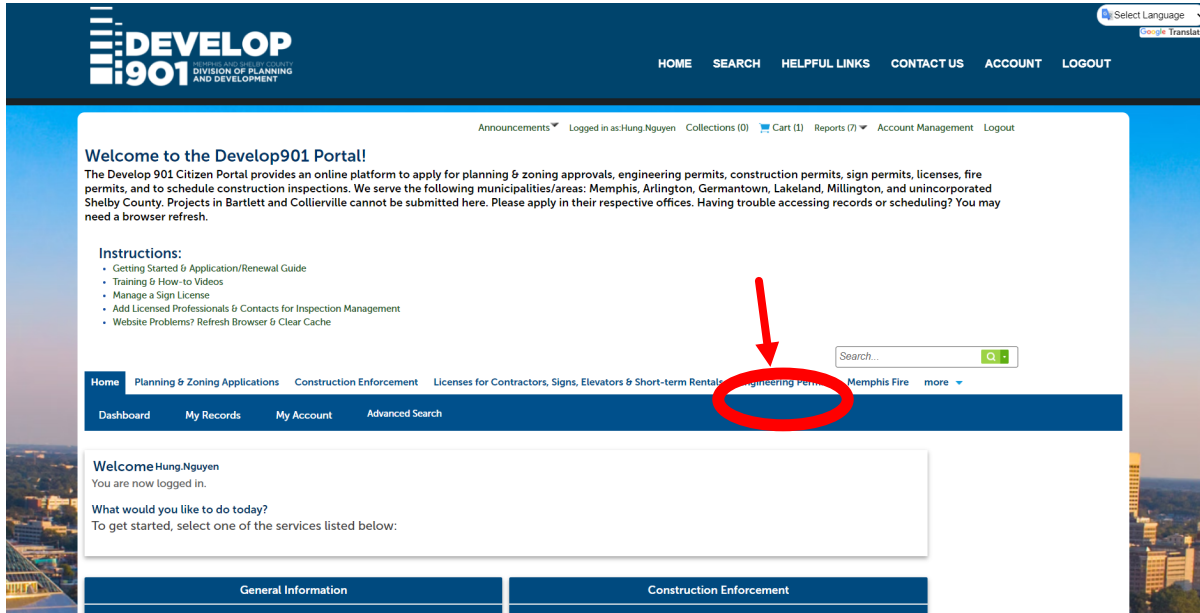 Select Language
Google Translat
DEVELOP
901
MEMPHIS AND SHELBY COUNTY
DIVISION OF PLANNING
AND DEVELOPMENT
HOME SEARCH HELPFUL LINKS CONTACT US ACCOUNT LOGOUT
Announcements Logged in as:Hung.Nguyen Collections (0) Cart (1) Reports (7) Account Management Logout
Welcome to the Develop901 Portal!
The Develop 901 Citizen Portal provides an online platform to apply for planning & zoning approvals, engineering permits, construction permits, sign permits, licenses, fire
permits, and to schedule construction inspections. We serve the following municipalities/areas: Memphis, Arlington, Germantown, Lakeland, Millington, and unincorporated
Shelby County. Projects in Bartlett and Collierville cannot be submitted here. Please apply in their respective offices. Having trouble accessing records or scheduling? You may
need a browser refresh.
Instructions:
• Getting Started & Application/Renewal Guide
• Training & How-to Videos
• Manage a Sign License
• Add Licensed Professionals & Contacts for Inspection Management
• Website Problems? Refresh Browser & Clear Cache
Search...
Home Planning & Zoning Applications Construction Enforcement Licenses for Contractors, Signs, Elevators & Short-term Rentals gineering Perm Memphis Fire more
Dashboard My Records My Account Advanced Search
Welcome Hung.Nguyen
You are now logged in.
What would you like to do today?
To get started, select one of the services listed below:
General Information Construction Enforcement